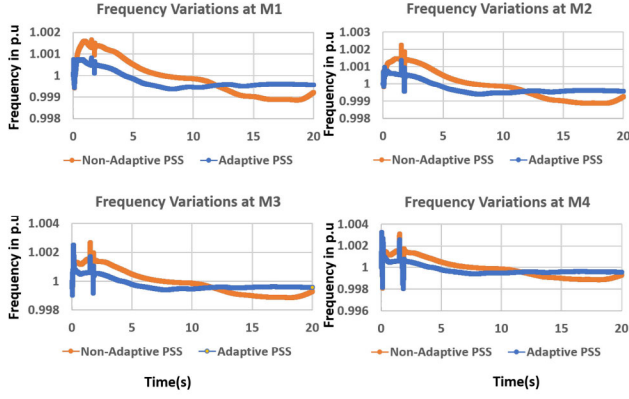 Frequency Variations at M1
Frequency in p.u
1.002
1.001
1
0.999
0.998
0
5
10
15
20
Non-Adaptive PSS
Adaptive PSS
Frequency Variations at M2
Frequency in p.u
1.003
1.002
1.001
1
0.999
0.998
0
5
10
15
20
Non-Adaptive PSS
Adaptive PSS
Frequency Variations at M3
Frequency in p.u
1.004
1.002
1
0.998
0
5
10
15
20
Non-Adaptive PSS
Adaptive PSS
Time(s)
Frequency Variations at M4
Frequency in p.u
1.004
1.002
1
0.998
0.996
0
5
10
15
20
Non-Adaptive PSS
Adaptive PSS
Time(s)